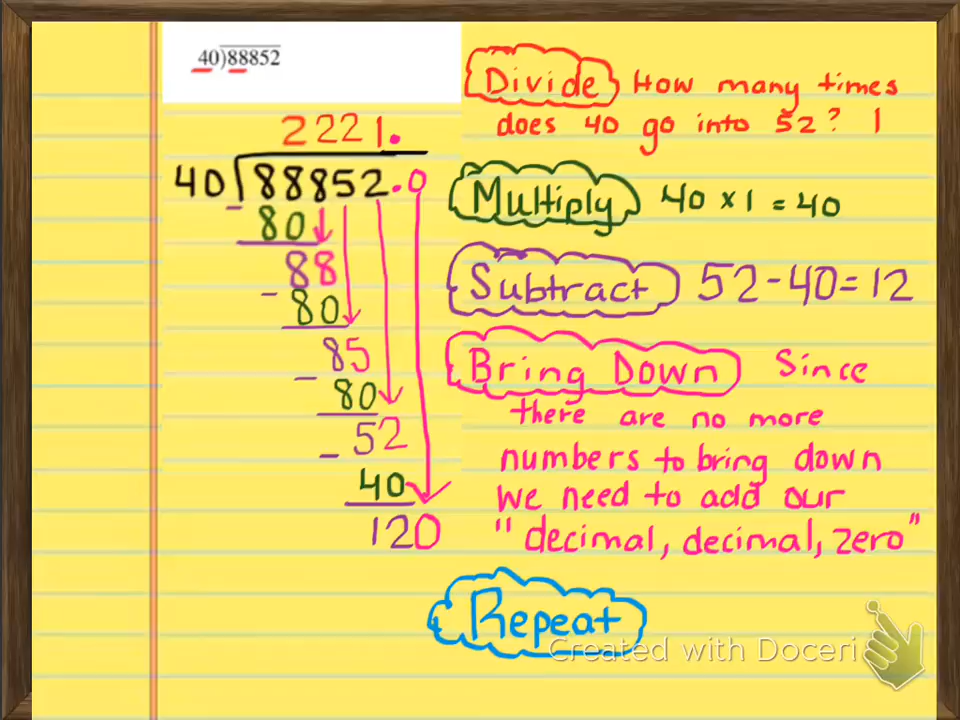 40)88852
2221.
40)88852.0
- 80
88
- 80
85
- 80
52
- 40
120
Divide How many times
does 40 go into 52? 1
Multiply 40 x 1 = 40
Subtract 52-40=12
Bring Down Since
there are no more
numbers to bring down
we need to add our
"decimal, decimal, zero"
Repeat
Created with Doceri